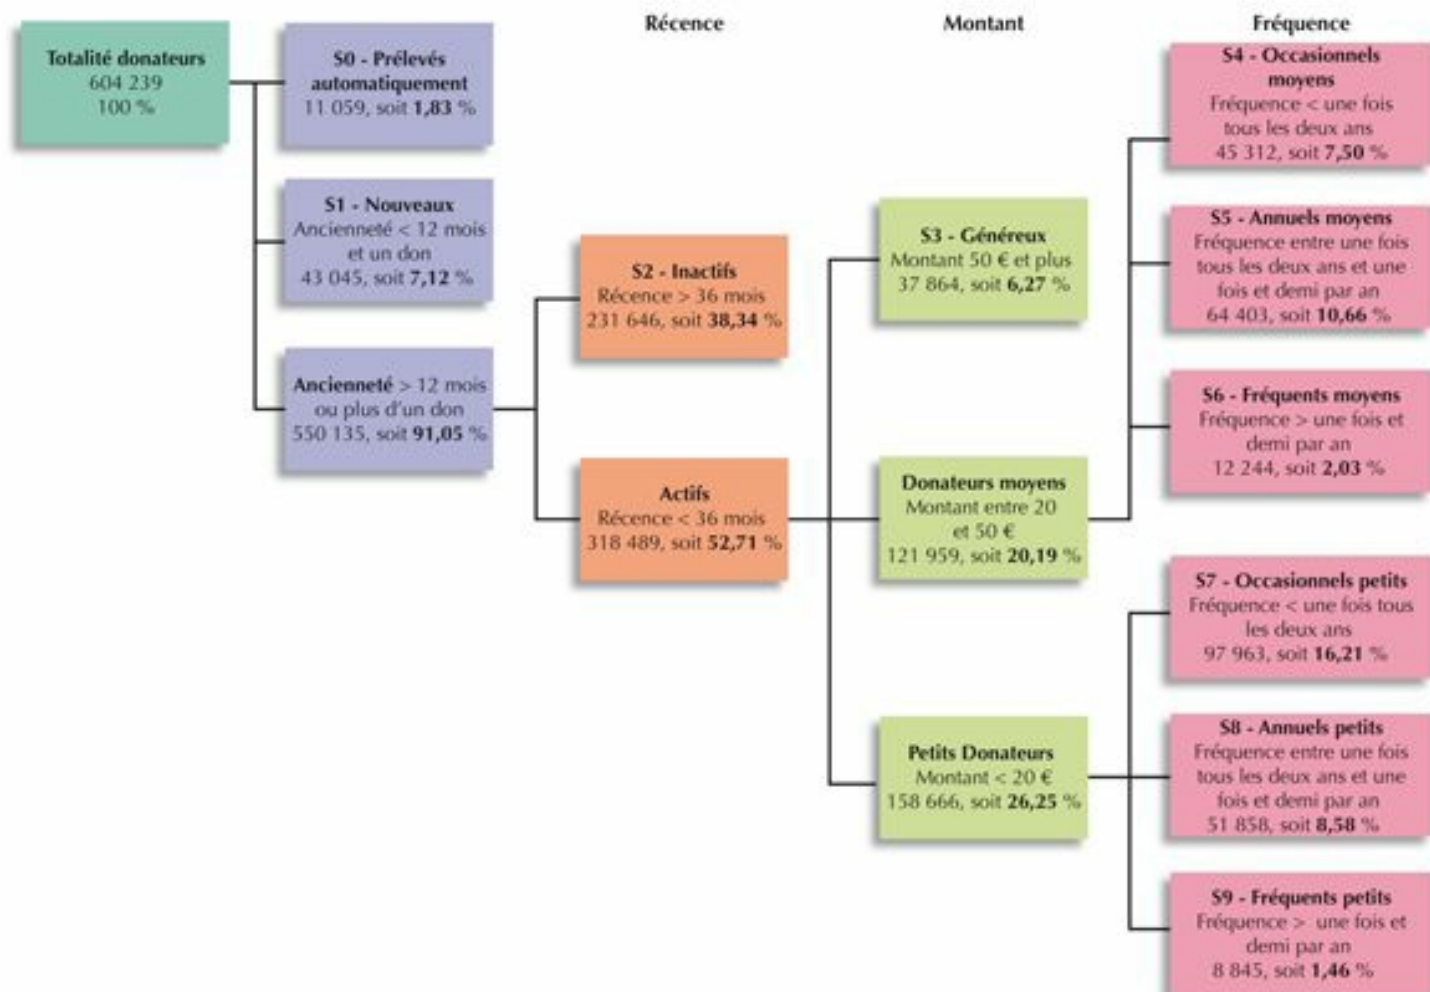 Récence
Montant
Fréquence
Totalité donateurs
604 239
100 %
S0 - Prélevés
automatiquement
11 059, soit 1,83 %
S1 - Nouveaux
Ancienneté < 12 mois
et un don
43 045, soit 7,12 %
Ancienneté > 12 mois
ou plus d'un don
550 135, soit 91,05 %
S2 - Inactifs
Récence > 36 mois
231 646, soit 38,34 %
Actifs
Récence < 36 mois
318 489, soit 52,71 %
S3 - Généreux
Montant 50 € et plus
37 864, soit 6,27 %
Donateurs moyens
Montant entre 20
et 50 €
121 959, soit 20,19 %
Petits Donateurs
Montant < 20 €
158 666, soit 26,25 %
S4 - Occasionnels
moyens
Fréquence < une fois
tous les deux ans
45 312, soit 7,50 %
S5 - Annuels moyens
Fréquence entre une fois
tous les deux ans et une
fois et demi par an
64 403, soit 10,66 %
S6 - Fréquents moyens
Fréquence > une fois et
demi par an
12 244, soit 2,03 %
S7 - Occasionnels petits
Fréquence < une fois tous
les deux ans
97 963, soit 16,21 %
S8 - Annuels petits
Fréquence entre une fois
tous les deux ans et une
fois et demi par an
51 858, soit 8,58 %
S9 - Fréquents petits
Fréquence > une fois et
demi par an
8 845, soit 1,46 %